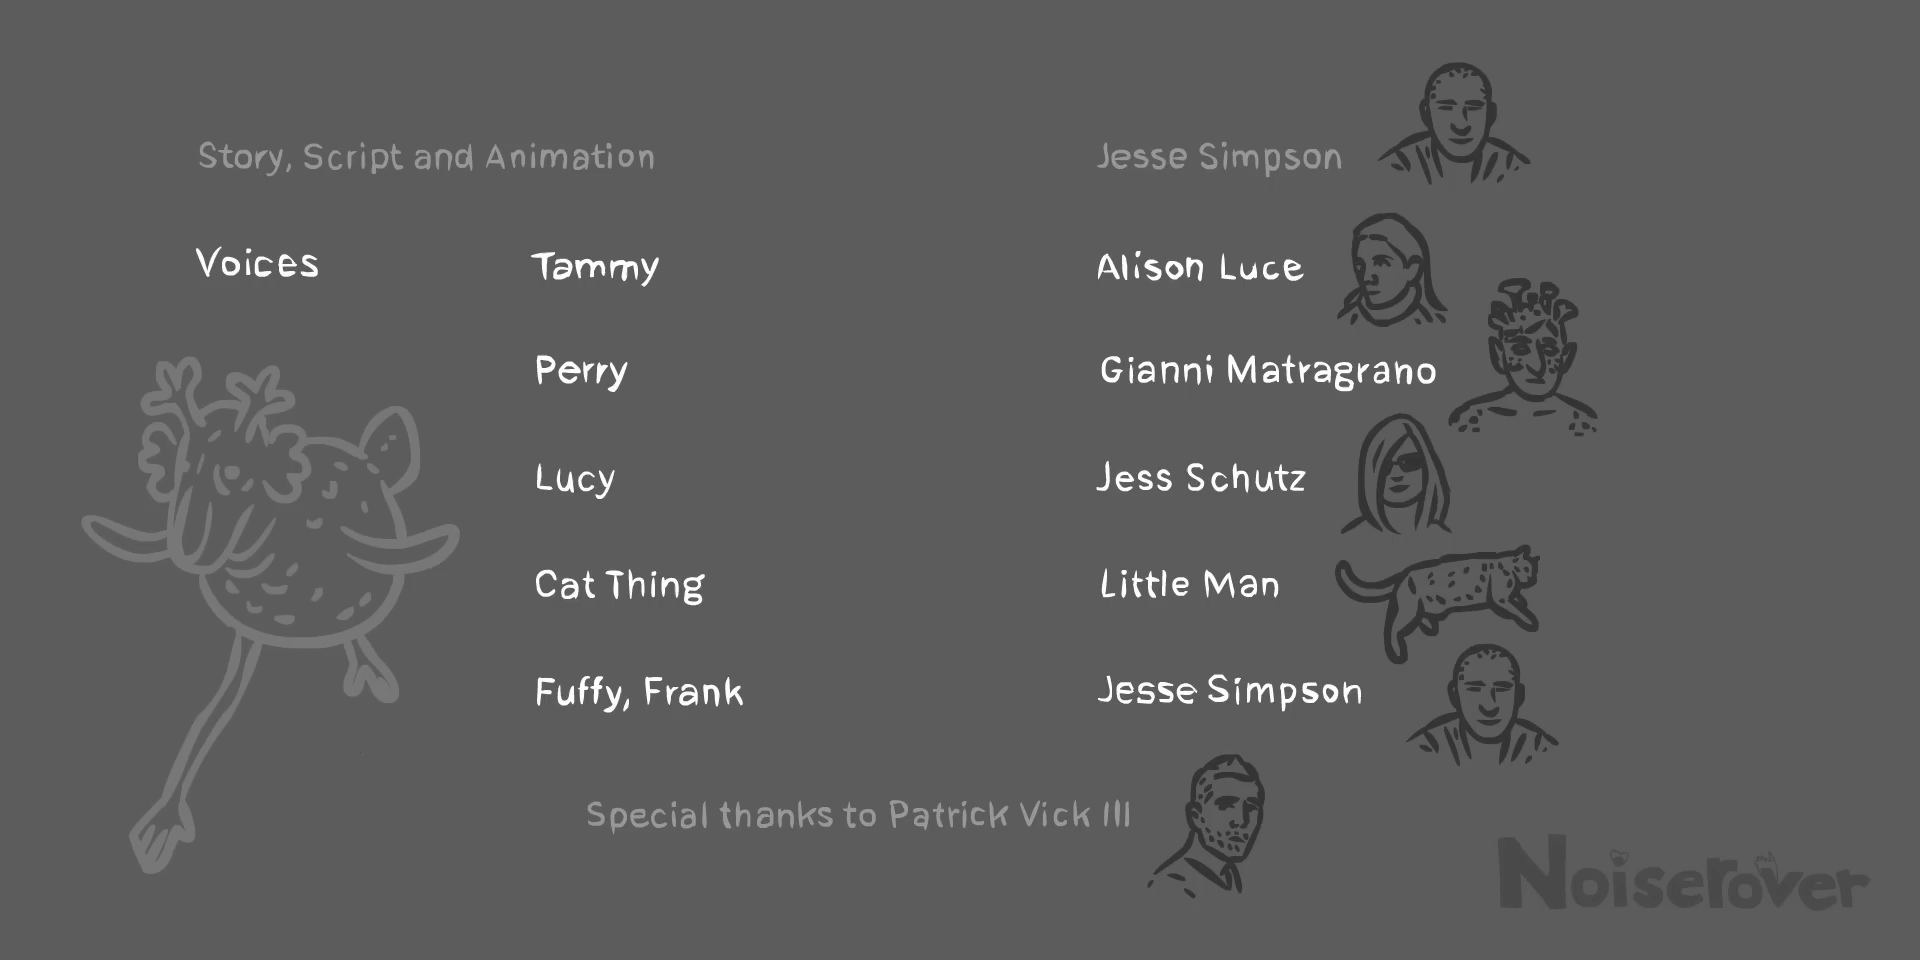 Story, Script and Animation Jesse Simpson
Voices Tammy Alison Luce
Perry Gianni Matragrano
Lucy Jess Schutz
Cat Thing Little Man
Fuffy, Frank Jesse Simpson
Special thanks to Patrick Vick III
Noiserover